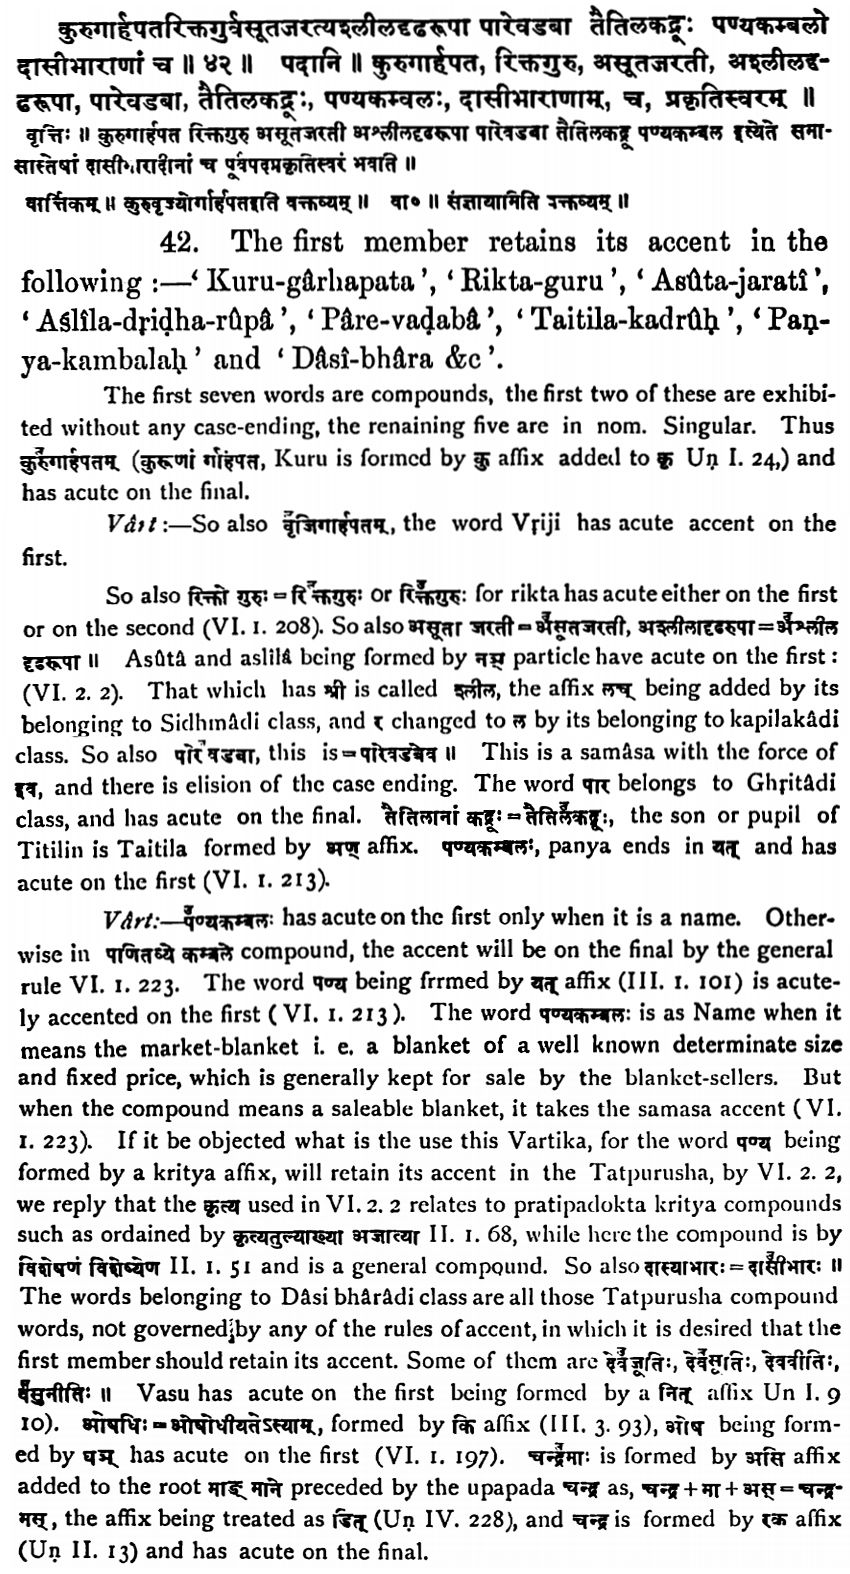 कुरुगार्हपतरिक्तगुर्वसूतजरत्यश्लीलदृढरूपा पारेवडबा तैतिलकद्रूः पण्यकम्बलो
दासीभाराणां च ॥ ४२ ॥ पदानि ॥ कुरुगार्हपत, रिक्तगुरु, असूतजरती, अश्लीलदृ-
ढरूपा, पारेवडबा, तैतिलकद्रूः, पण्यकम्वलः, दासीभाराणाम्, च, प्रकृतिस्वरम् ॥
वृत्तिः ॥ कुरुगार्हपत रिक्तगुरु असूतजरती अश्लीलदृढरूपा पारेवडबा तैतिलकद्रू पण्यकम्बल इत्येते समा-
सास्तेषां दासीभारादीनां च पूर्वपदप्रकृतिस्वरं भवति ॥
वार्त्तिकम् ॥ कुरुवृज्योर्गार्हपतइति वक्तव्यम् ॥ वा० ॥ संज्ञायामिति वक्तव्यम् ॥
42. The first member retains its accent in the
following :—‘ Kuru-gârhapata ’, ‘ Rikta-guru ’, ‘ Asûta-jaratî ’,
‘ Aślîla-dṛiḍha-rûpâ ’, ‘ Pâre-vaḍabâ ’, ‘ Taitila-kadrûḥ ’, ‘ Paṇ-
ya-kambalaḥ ’ and ‘ Dâsî-bhâra &c ’.
The first seven words are compounds, the first two of these are exhibi-
ted without any case-ending, the renaining five are in nom. Singular. Thus
कुरुगार्हपतम् (कुरूणां गार्हपत, Kuru is formed by कु affix added to कृ Uṇ I. 24,) and
has acute on the final.
Vârt :—So also वृजिगार्हपतम्, the word Vṛiji has acute accent on the
first.
So also रिक्तो गुरुः = रिक्तगुरुः or रिक्तगुरुः for rikta has acute either on the first
or on the second (VI. 1. 208). So also असूता जरती = असूतजरती, अश्लीलादृढरुपा = अश्लील
दृढरूपा ॥ Asûtâ and aslilâ being formed by नञ् particle have acute on the first :
(VI. 2. 2). That which has श्री is called श्लील, the affix लच् being added by its
belonging to Sidhmâdi class, and र changed to ल by its belonging to kapilakâdi
class. So also पारेवडबा, this is = पारेवडबेव ॥ This is a samâsa with the force of
इव, and there is elision of the case ending. The word पार belongs to Ghṛitâdi
class, and has acute on the final. तैतिलानां कद्रूः = तैतिलकद्रूः, the son or pupil of
Titilin is Taitila formed by अण् affix. पण्यकम्बलः, panya ends in यत् and has
acute on the first (VI. 1. 213).
Vârt:—पण्यकम्बलः has acute on the first only when it is a name. Other-
wise in पणितव्ये कम्बले compound, the accent will be on the final by the general
rule VI. 1. 223. The word पण्य being frrmed by यत् affix (III. 1. 101) is acute-
ly accented on the first ( VI. 1. 213 ). The word पण्यकम्बलः is as Name when it
means the market-blanket i. e. a blanket of a well known determinate size
and fixed price, which is generally kept for sale by the blanket-sellers. But
when the compound means a saleable blanket, it takes the samasa accent ( VI.
1. 223). If it be objected what is the use this Vartika, for the word पण्य being
formed by a kritya affix, will retain its accent in the Tatpurusha, by VI. 2. 2,
we reply that the कृत्य used in VI. 2. 2 relates to pratipadokta kritya compounds
such as ordained by कृत्यतुल्याख्या अजात्या II. 1. 68, while here the compound is by
विशेषणं विशेष्येण II. 1. 51 and is a general compound. So also दास्याभारः = दासीभारः ॥
The words belonging to Dâsi bhârâdi class are all those Tatpurusha compound
words, not governed by any of the rules of accent, in which it is desired that the
first member should retain its accent. Some of them are देवजूतिः, देवसूतिः, देवनीतिः,
वसुनीतिः ॥ Vasu has acute on the first being formed by a नित् affix Un I. 9
10). ओषधिः = ओषोधीयतेऽस्याम्, formed by कि affix (III. 3. 93), ओष being form-
ed by घञ् has acute on the first (VI. 1. 197). चन्द्रमाः is formed by असि affix
added to the root माङ् माने preceded by the upapada चन्द्र as, चन्द्र + मा + अस् = चन्द्र-
मस्, the affix being treated as डित् (Uṇ IV. 228), and चन्द्र is formed by रक affix
(Uṇ II. 13) and has acute on the final.